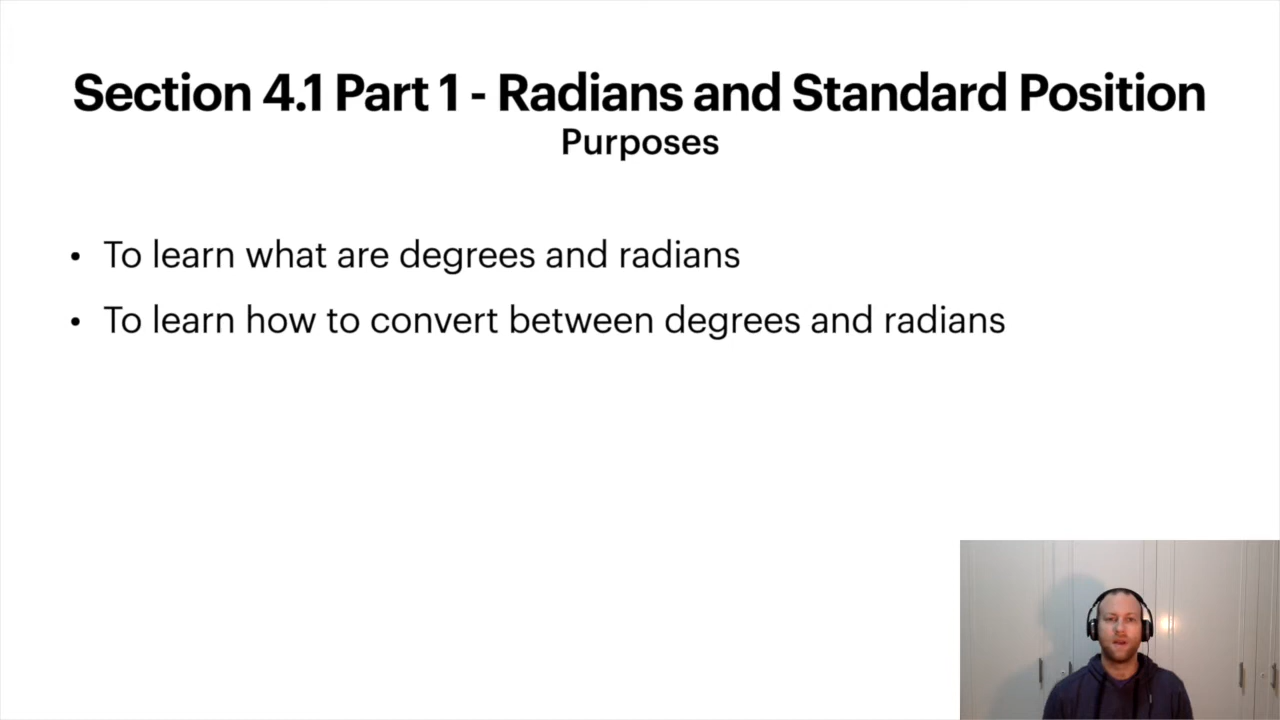 Section 4.1 Part 1 - Radians and Standard Position
Purposes
• To learn what are degrees and radians
• To learn how to convert between degrees and radians